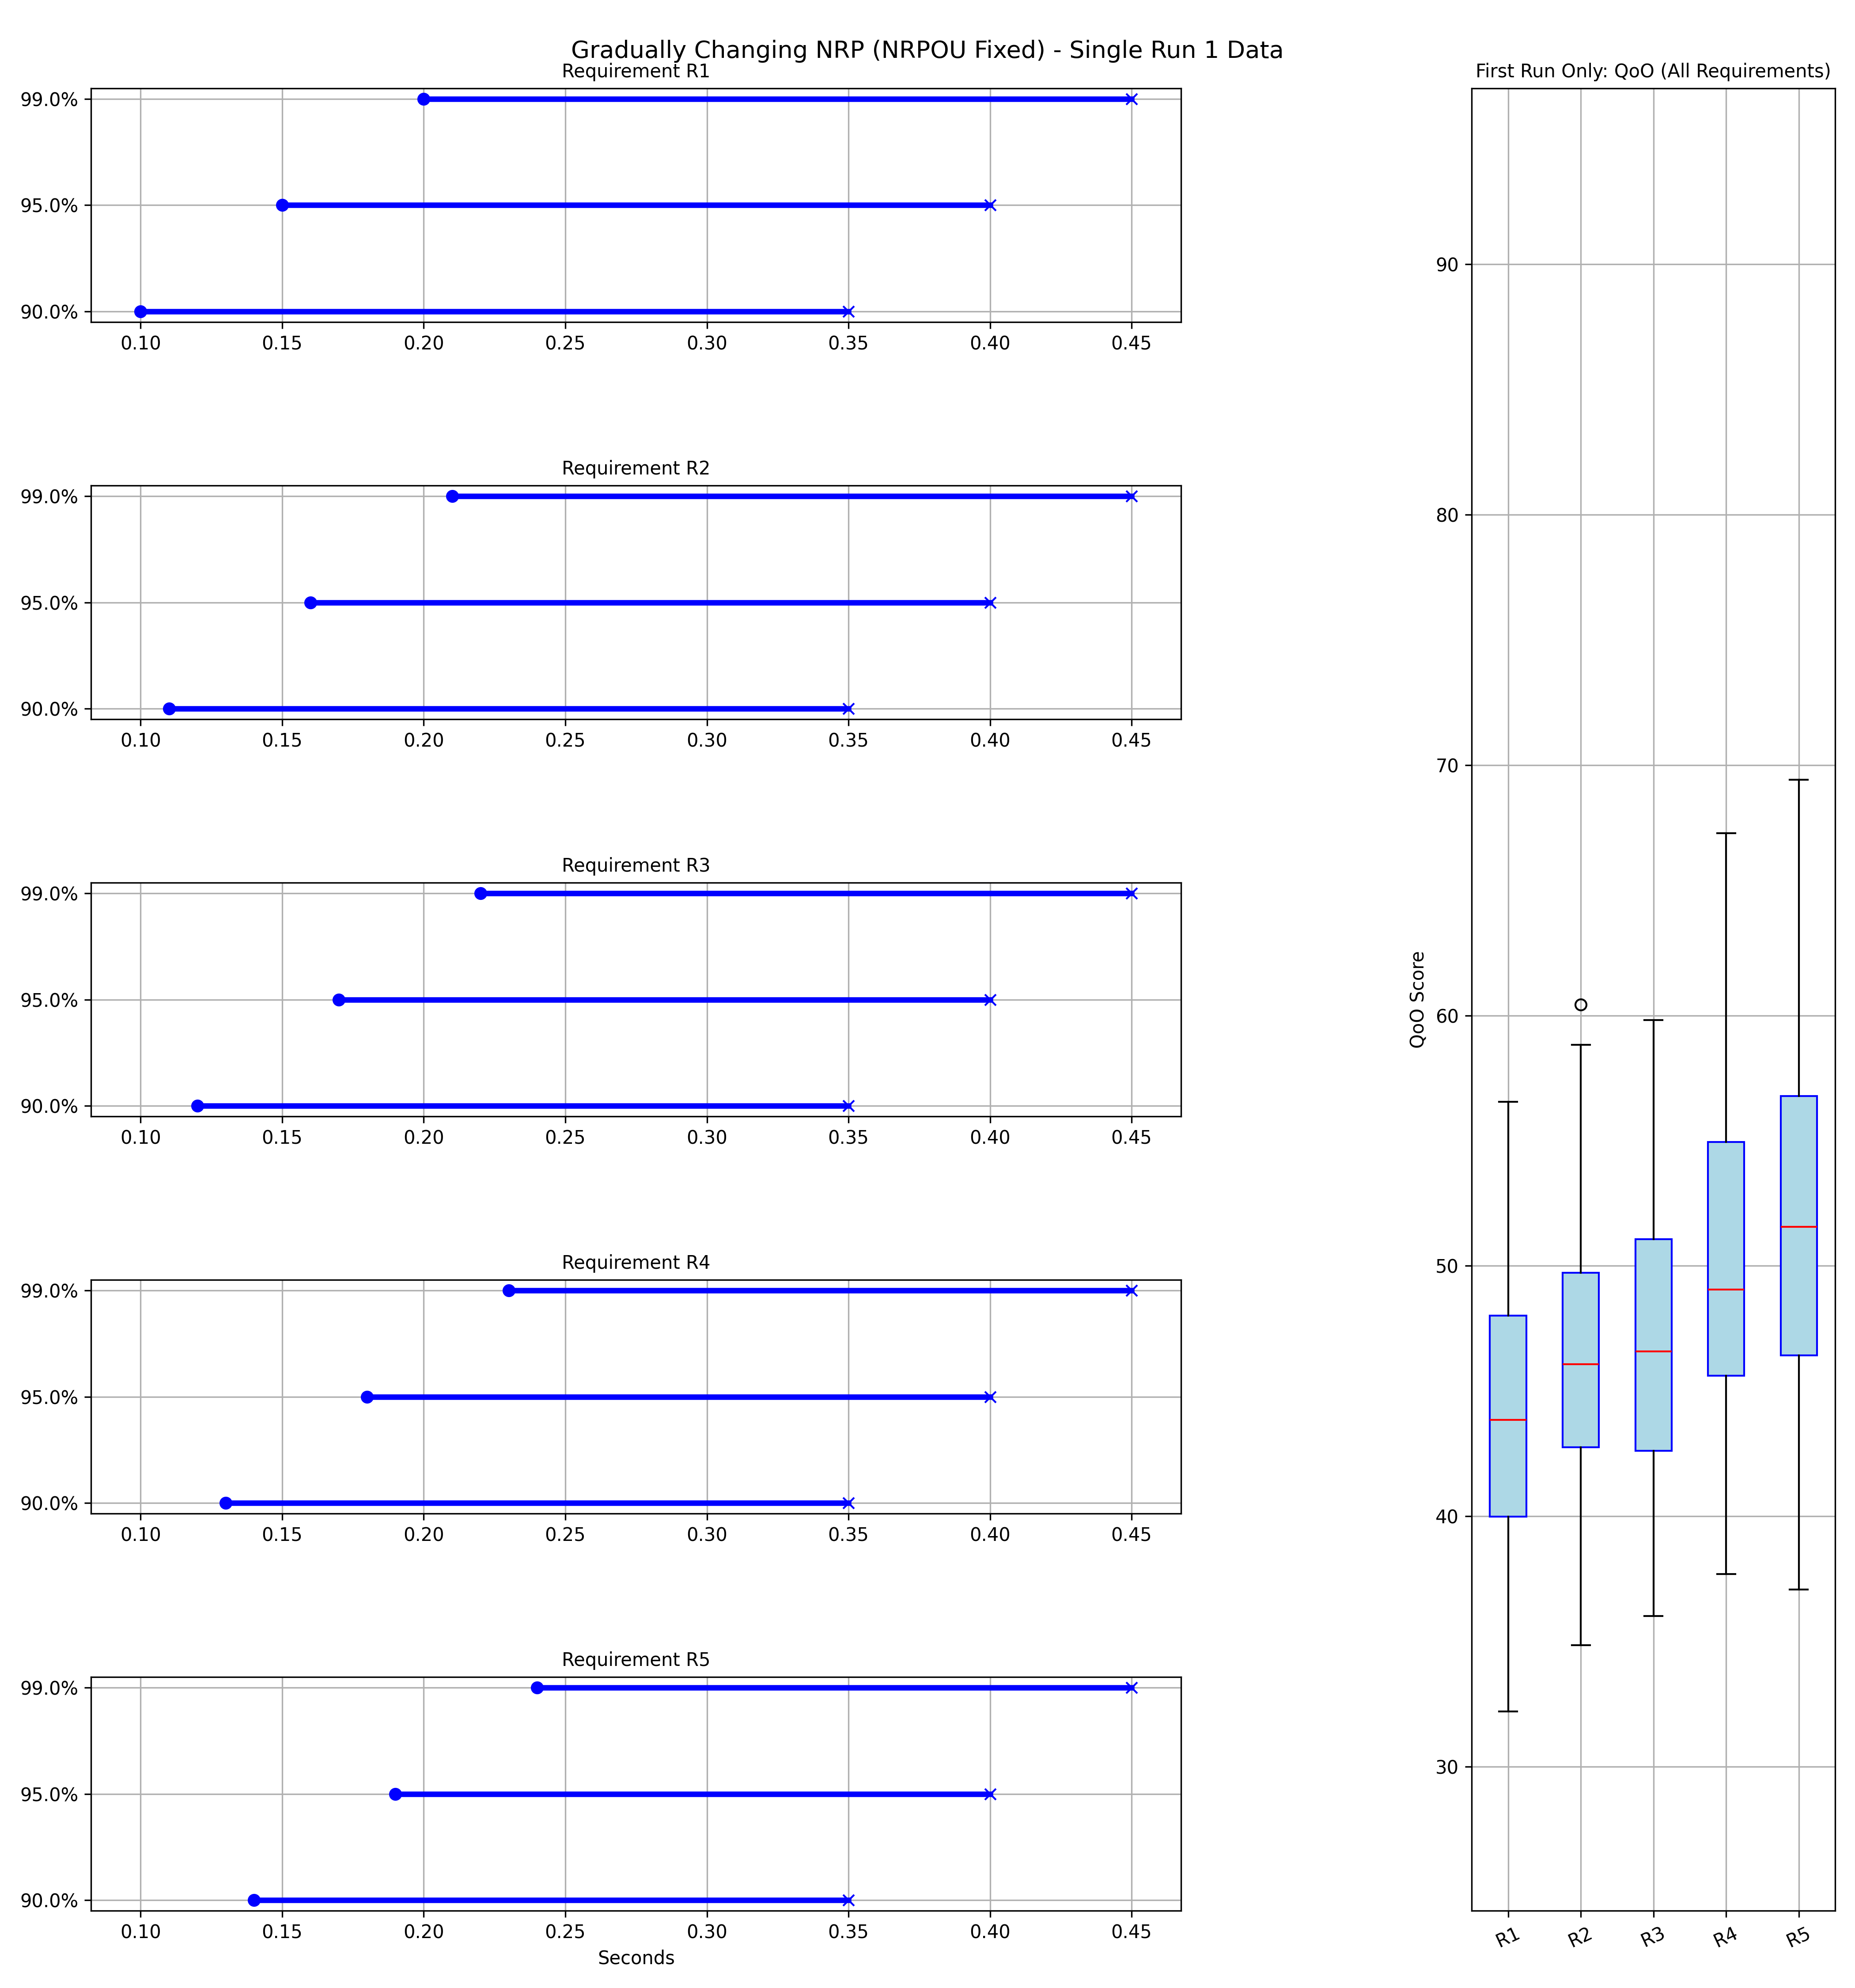 Gradually Changing NRP (NRPOU Fixed) - Single Run 1 Data
Requirement R1
99.0%
95.0%
90.0%
0.10 0.15 0.20 0.25 0.30 0.35 0.40 0.45
Requirement R2
99.0%
95.0%
90.0%
0.10 0.15 0.20 0.25 0.30 0.35 0.40 0.45
Requirement R3
99.0%
95.0%
90.0%
0.10 0.15 0.20 0.25 0.30 0.35 0.40 0.45
Requirement R4
99.0%
95.0%
90.0%
0.10 0.15 0.20 0.25 0.30 0.35 0.40 0.45
Requirement R5
99.0%
95.0%
90.0%
0.10 0.15 0.20 0.25 0.30 0.35 0.40 0.45
Seconds
First Run Only: QoO (All Requirements)
QoO Score
90
80
70
60
50
40
30
R1 R2 R3 R4 R5